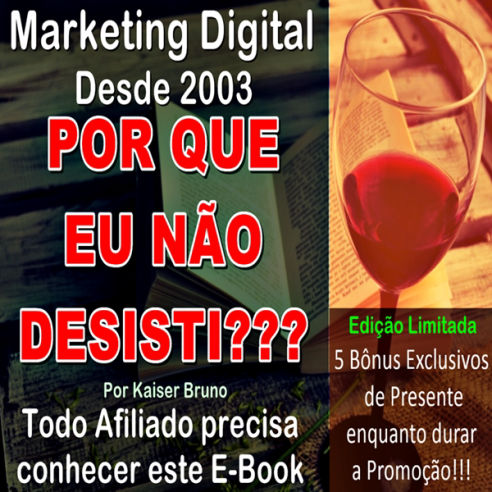 Marketing Digital
Desde 2003
POR QUE
EU NÃO
DESISTI???
Por Kaiser Bruno
Todo Afiliado precisa
conhecer este E-Book
Edição Limitada
5 Bônus Exclusivos
de Presente
enquanto durar
a Promoção!!!